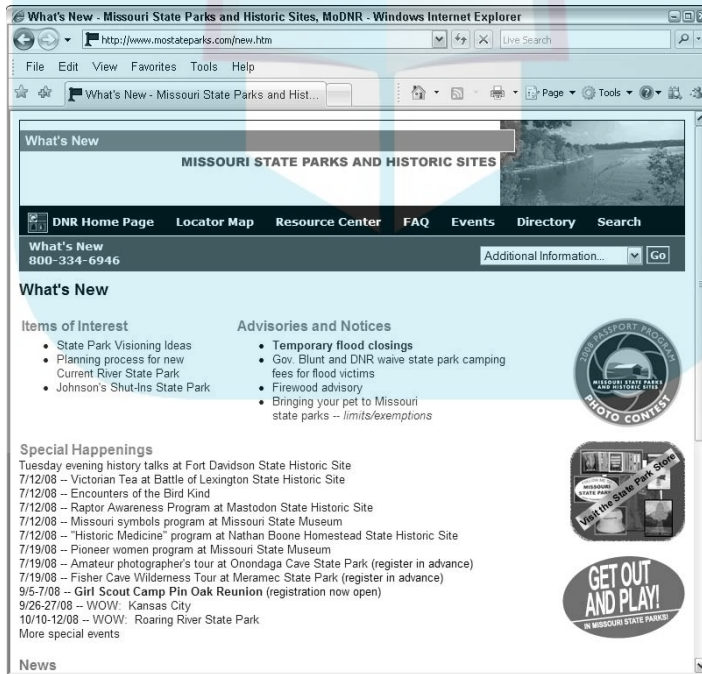 What's New - Missouri State Parks and Historic Sites, MoDNR - Windows Internet Explorer
http://www.mostateparks.com/new.htm
Live Search
File Edit View Favorites Tools Help
What's New - Missouri State Parks and Hist...
Page Tools
What's New
MISSOURI STATE PARKS AND HISTORIC SITES
DNR Home Page Locator Map Resource Center FAQ Events Directory Search
What's New
800-334-6946
Additional Information... Go
What's New
Items of Interest
• State Park Visioning Ideas
• Planning process for new
Current River State Park
• Johnson's Shut-Ins State Park
Advisories and Notices
• Temporary flood closings
• Gov. Blunt and DNR waive state park camping
fees for flood victims
• Firewood advisory
• Bringing your pet to Missouri
state parks -- limits/exemptions
2008 PASSPORT PROGRAM
MISSOURI STATE PARKS
AND HISTORIC SITES
PHOTO CONTEST
Special Happenings
Tuesday evening history talks at Fort Davidson State Historic Site
7/12/08 -- Victorian Tea at Battle of Lexington State Historic Site
7/12/08 -- Encounters of the Bird Kind
7/12/08 -- Raptor Awareness Program at Mastodon State Historic Site
7/12/08 -- Missouri symbols program at Missouri State Museum
7/12/08 -- "Historic Medicine" program at Nathan Boone Homestead State Historic Site
7/19/08 -- Pioneer women program at Missouri State Museum
7/19/08 -- Amateur photographer's tour at Onondaga Cave State Park (register in advance)
7/19/08 -- Fisher Cave Wilderness Tour at Meramec State Park (register in advance)
9/5-7/08 -- Girl Scout Camp Pin Oak Reunion (registration now open)
9/26-27/08 -- WOW: Kansas City
10/10-12/08 -- WOW: Roaring River State Park
More special events
MISSOURI
STATE PARKS
Visit the State Park Store
GET OUT
AND PLAY!
IN MISSOURI STATE PARKS!
News